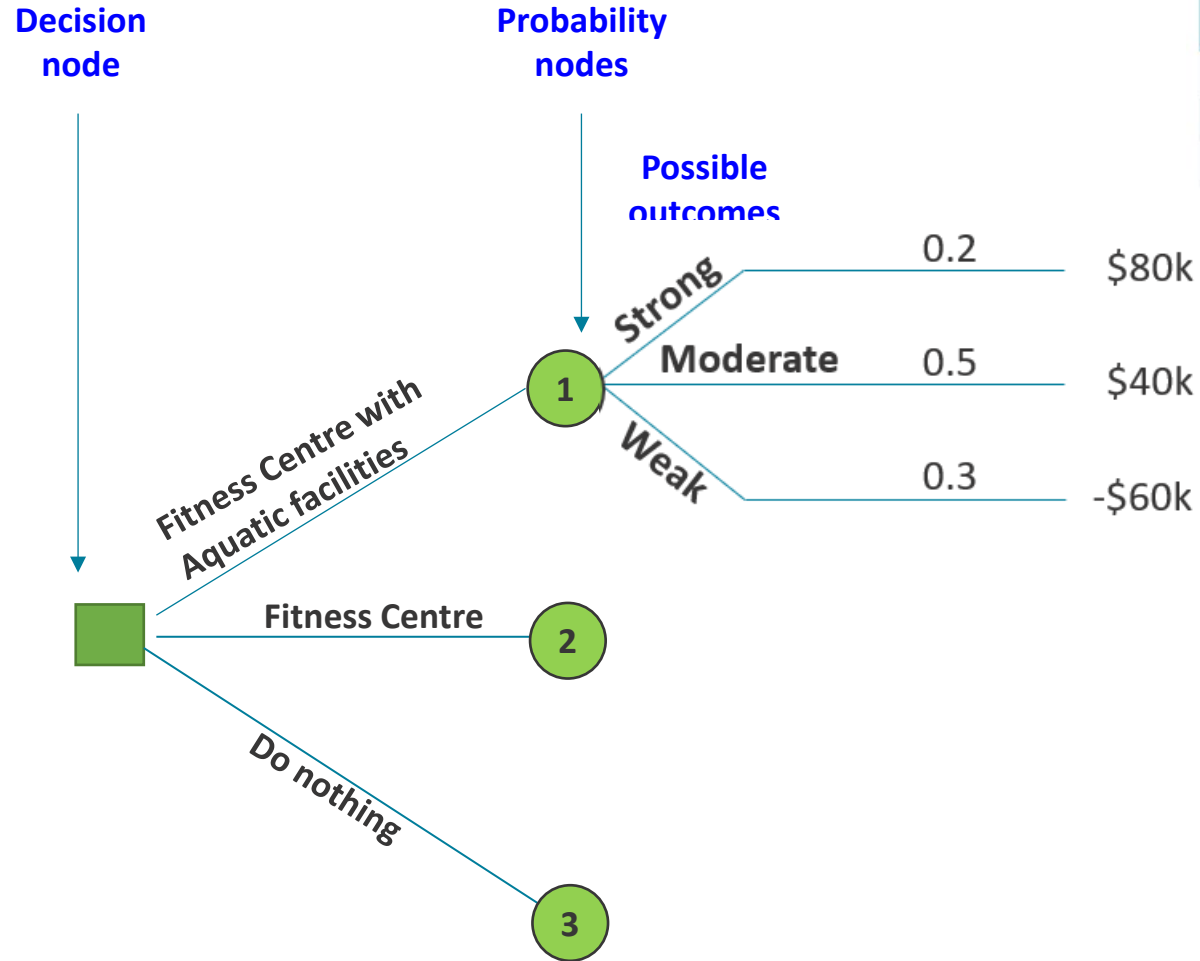 Decision
node
Probability
nodes
Possible
outcomes
Strong
0.2
$80k
Moderate
0.5
$40k
Weak
0.3
-$60k
1
Fitness Centre with
Aquatic facilities
Fitness Centre
2
Do nothing
3